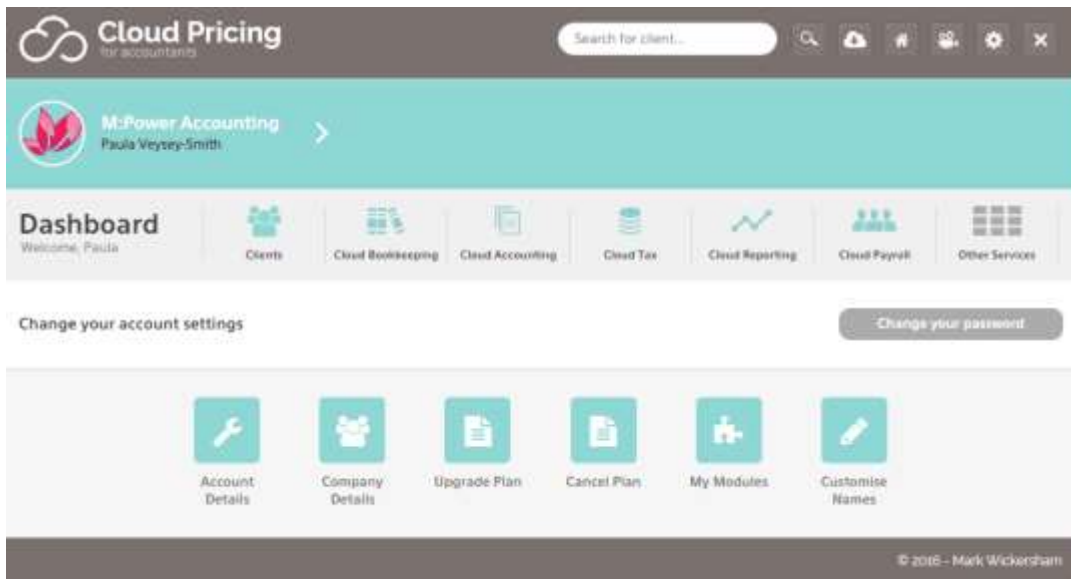 Cloud Pricing
for accountants
Search for client...
M:Power Accounting
Paula Veysey-Smith
Dashboard
Welcome, Paula
Clients
Cloud Bookkeeping
Cloud Accounting
Cloud Tax
Cloud Reporting
Cloud Payroll
Other Services
Change your account settings
Change your password
Account
Details
Company
Details
Upgrade Plan
Cancel Plan
My Modules
Customise
Names
© 2016 - Mark Wickersham